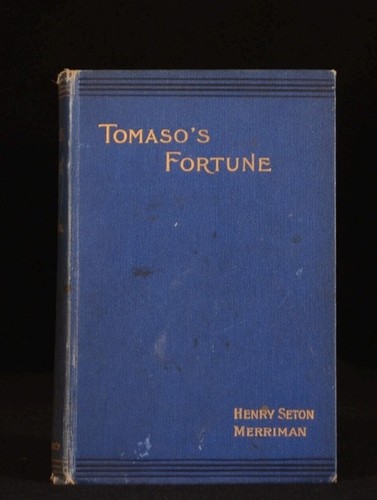 TOMASO'S
FORTUNE
HENRY SETON
MERRIMAN